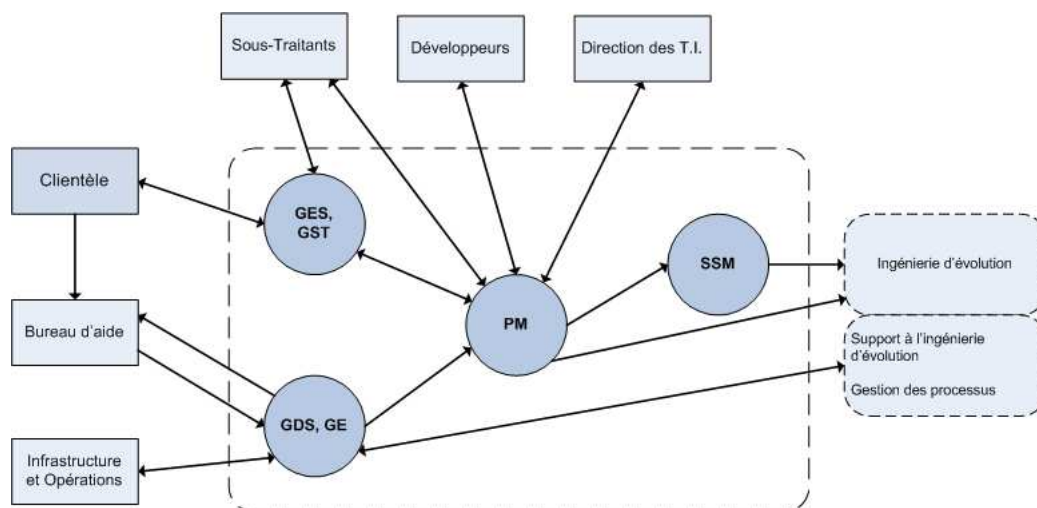 Sous-Traitants
Développeurs
Direction des T.I.
Clientèle
GES,
GST
SSM
Ingénierie d'évolution
Bureau d'aide
PM
Support à l'ingénierie
d'évolution
Gestion des processus
GDS, GE
Infrastructure
et Opérations